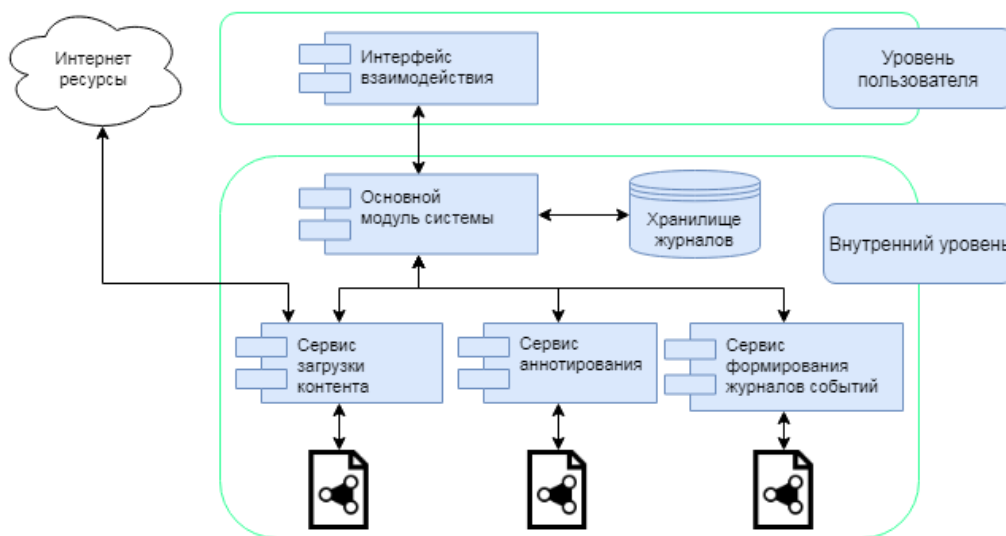 Интернет
ресурсы
Интерфейс
взаимодействия
Уровень
пользователя
Основной
модуль системы
Хранилище
журналов
Внутренний уровень
Сервис
загрузки
контента
Сервис
аннотирования
Сервис
формирования
журналов событий